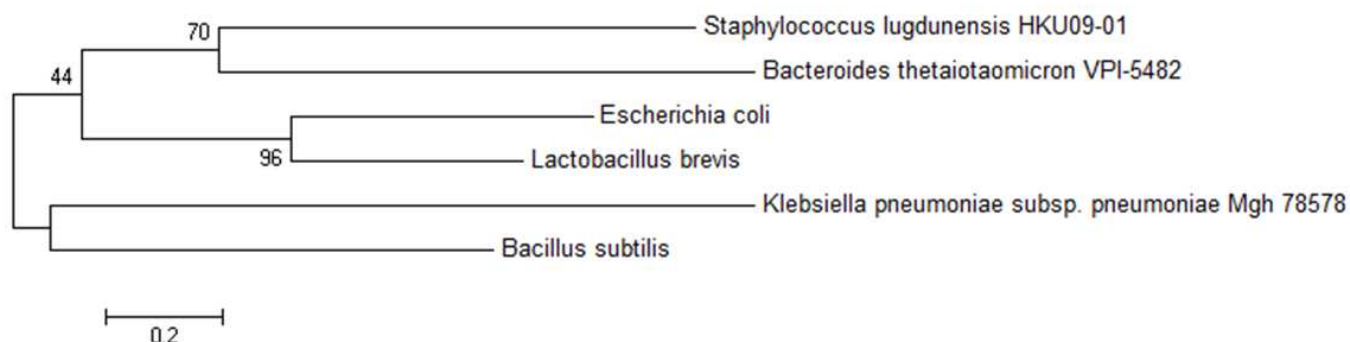 70
Staphylococcus lugdunensis HKU09-01
44
Bacteroides thetaiotaomicron VPI-5482
Escherichia coli
96
Lactobacillus brevis
Klebsiella pneumoniae subsp. pneumoniae Mgh 78578
Bacillus subtilis
0.2